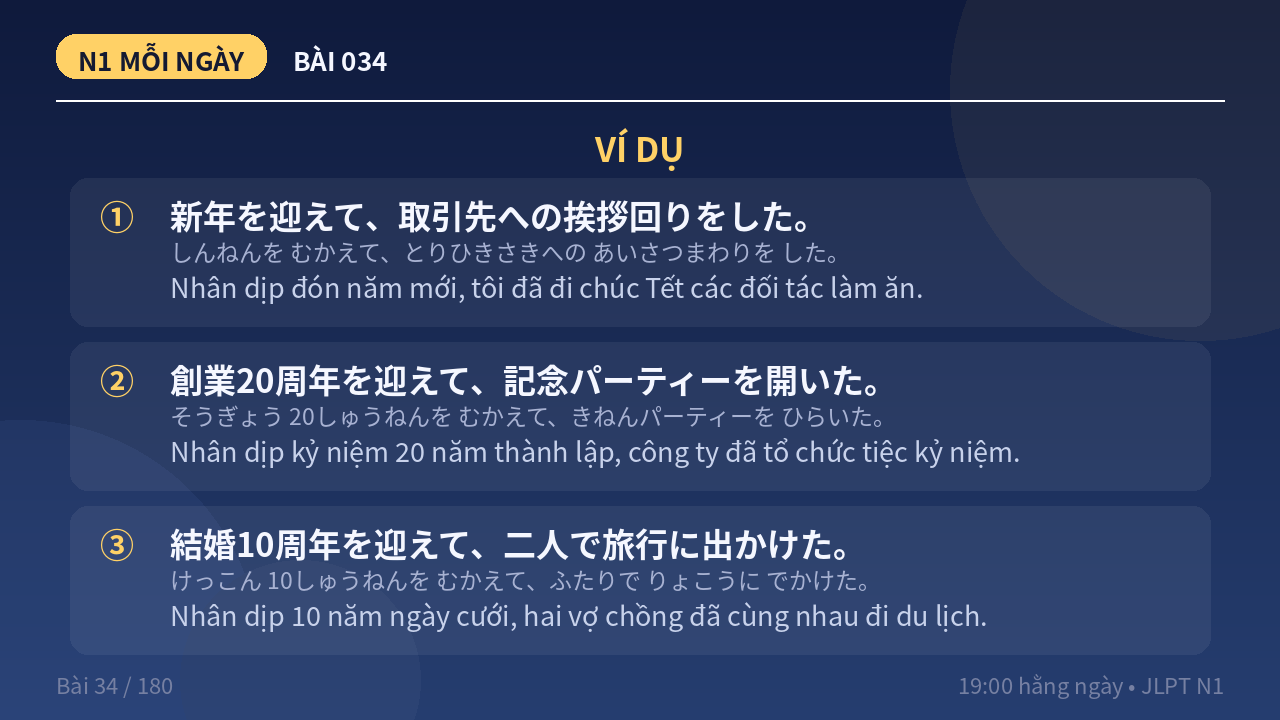 N1 MỖI NGÀY BÀI 034
VÍ DỤ
① 新年を迎えて、取引先への挨拶回りをした。
しんねんを むかえて、とりひきさきへの あいさつまわりを した。
Nhân dịp đón năm mới, tôi đã đi chúc Tết các đối tác làm ăn.
② 創業20周年を迎えて、記念パーティーを開いた。
そうぎょう 20しゅうねんを むかえて、きねんパーティーを ひらいた。
Nhân dịp kỷ niệm 20 năm thành lập, công ty đã tổ chức tiệc kỷ niệm.
③ 結婚10周年を迎えて、二人で旅行に出かけた。
けっこん 10しゅうねんを むかえて、ふたりで りょこうに でかけた。
Nhân dịp 10 năm ngày cưới, hai vợ chồng đã cùng nhau đi du lịch.
Bài 34 / 180
19:00 hằng ngày • JLPT N1